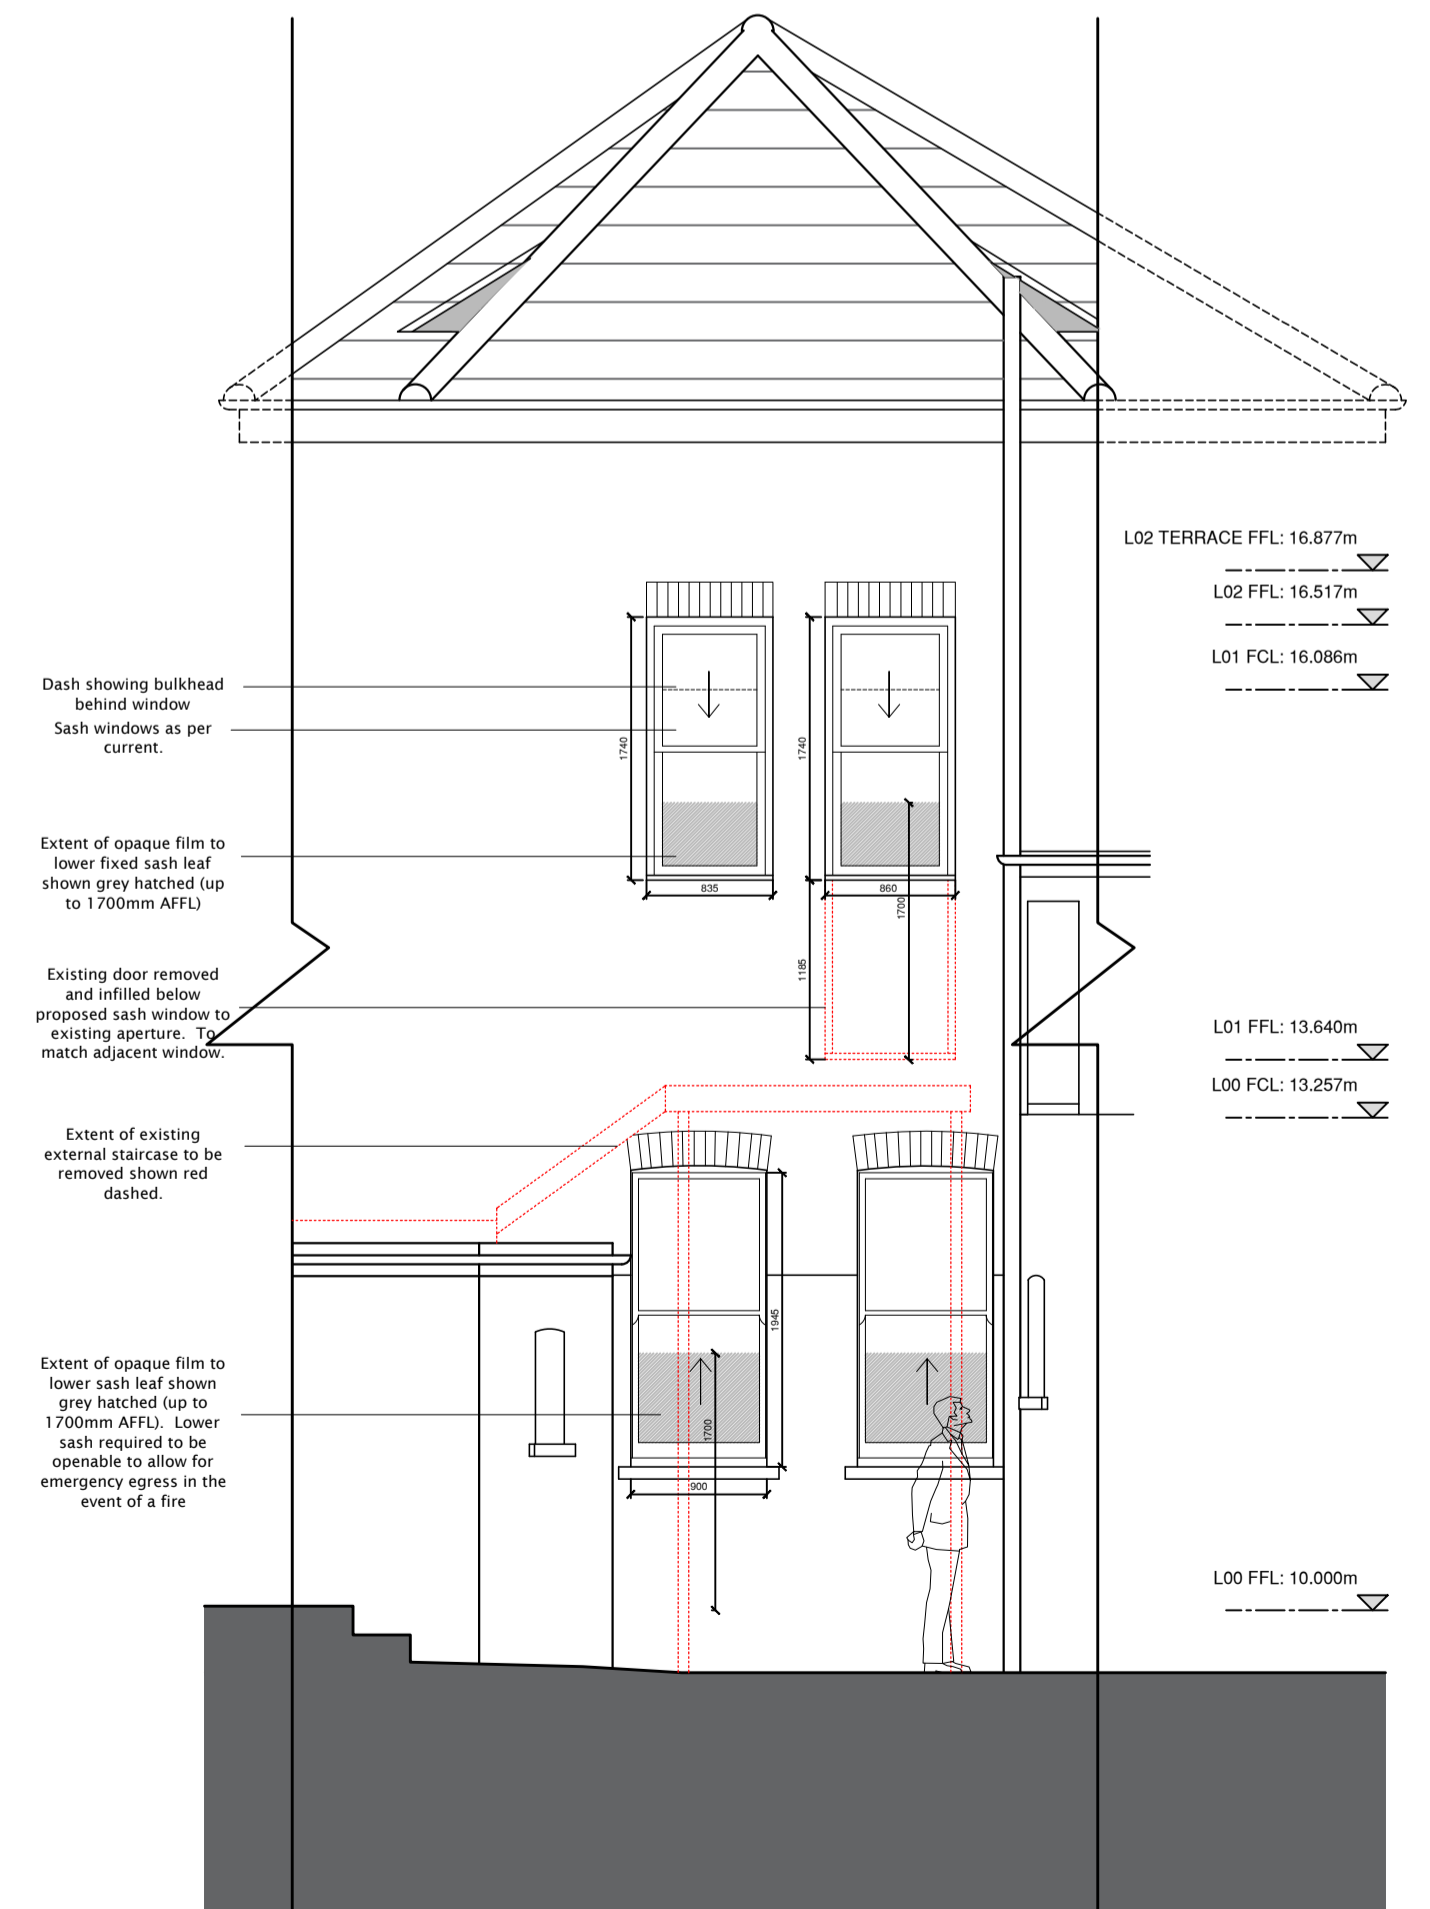 L02 TERRACE FFL: 16.877m
L02 FFL: 16.517m
L01 FCL: 16.086m
Dash showing bulkhead
behind window
Sash windows as per
current.
1740
1740
Extent of opaque film to
lower fixed sash leaf
shown grey hatched (up
to 1700mm AFFL)
835
860
1700
1185
Existing door removed
and infilled below
proposed sash window to
existing aperture. To
match adjacent window.
L01 FFL: 13.640m
L00 FCL: 13.257m
Extent of existing
external staircase to be
removed shown red
dashed.
1945
Extent of opaque film to
lower sash leaf shown
grey hatched (up to
1700mm AFFL). Lower
sash required to be
openable to allow for
emergency egress in the
event of a fire
1700
900
L00 FFL: 10.000m